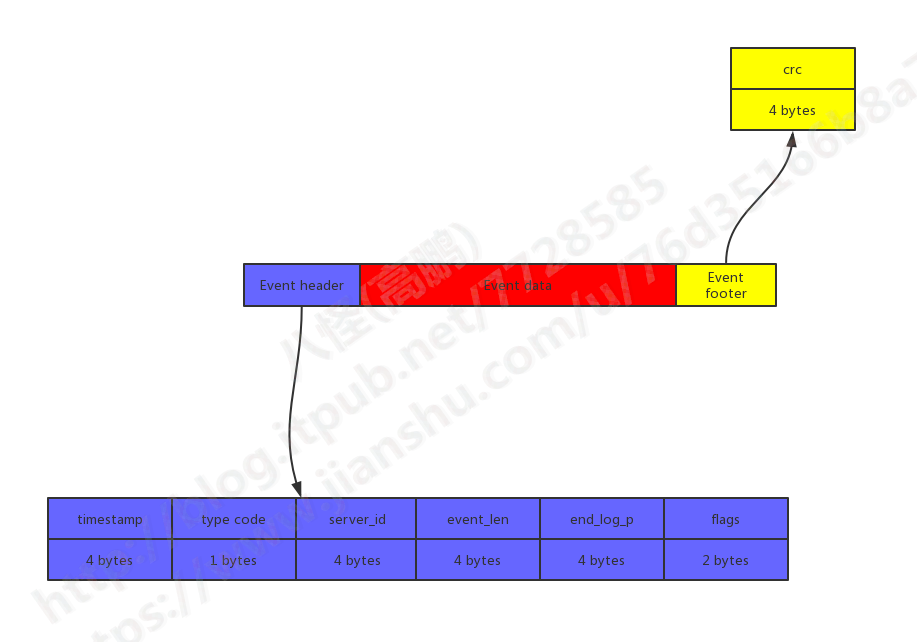 crc
4 bytes
Event header
Event data
Event
footer
timestamp
type code
server_id
event_len
end_log_p
flags
4 bytes
1 bytes
4 bytes
4 bytes
4 bytes
2 bytes
八怪(高鹏)
http://blog.itpub.net/7728585
https://www.jianshu.com/u/76d35166b8a7